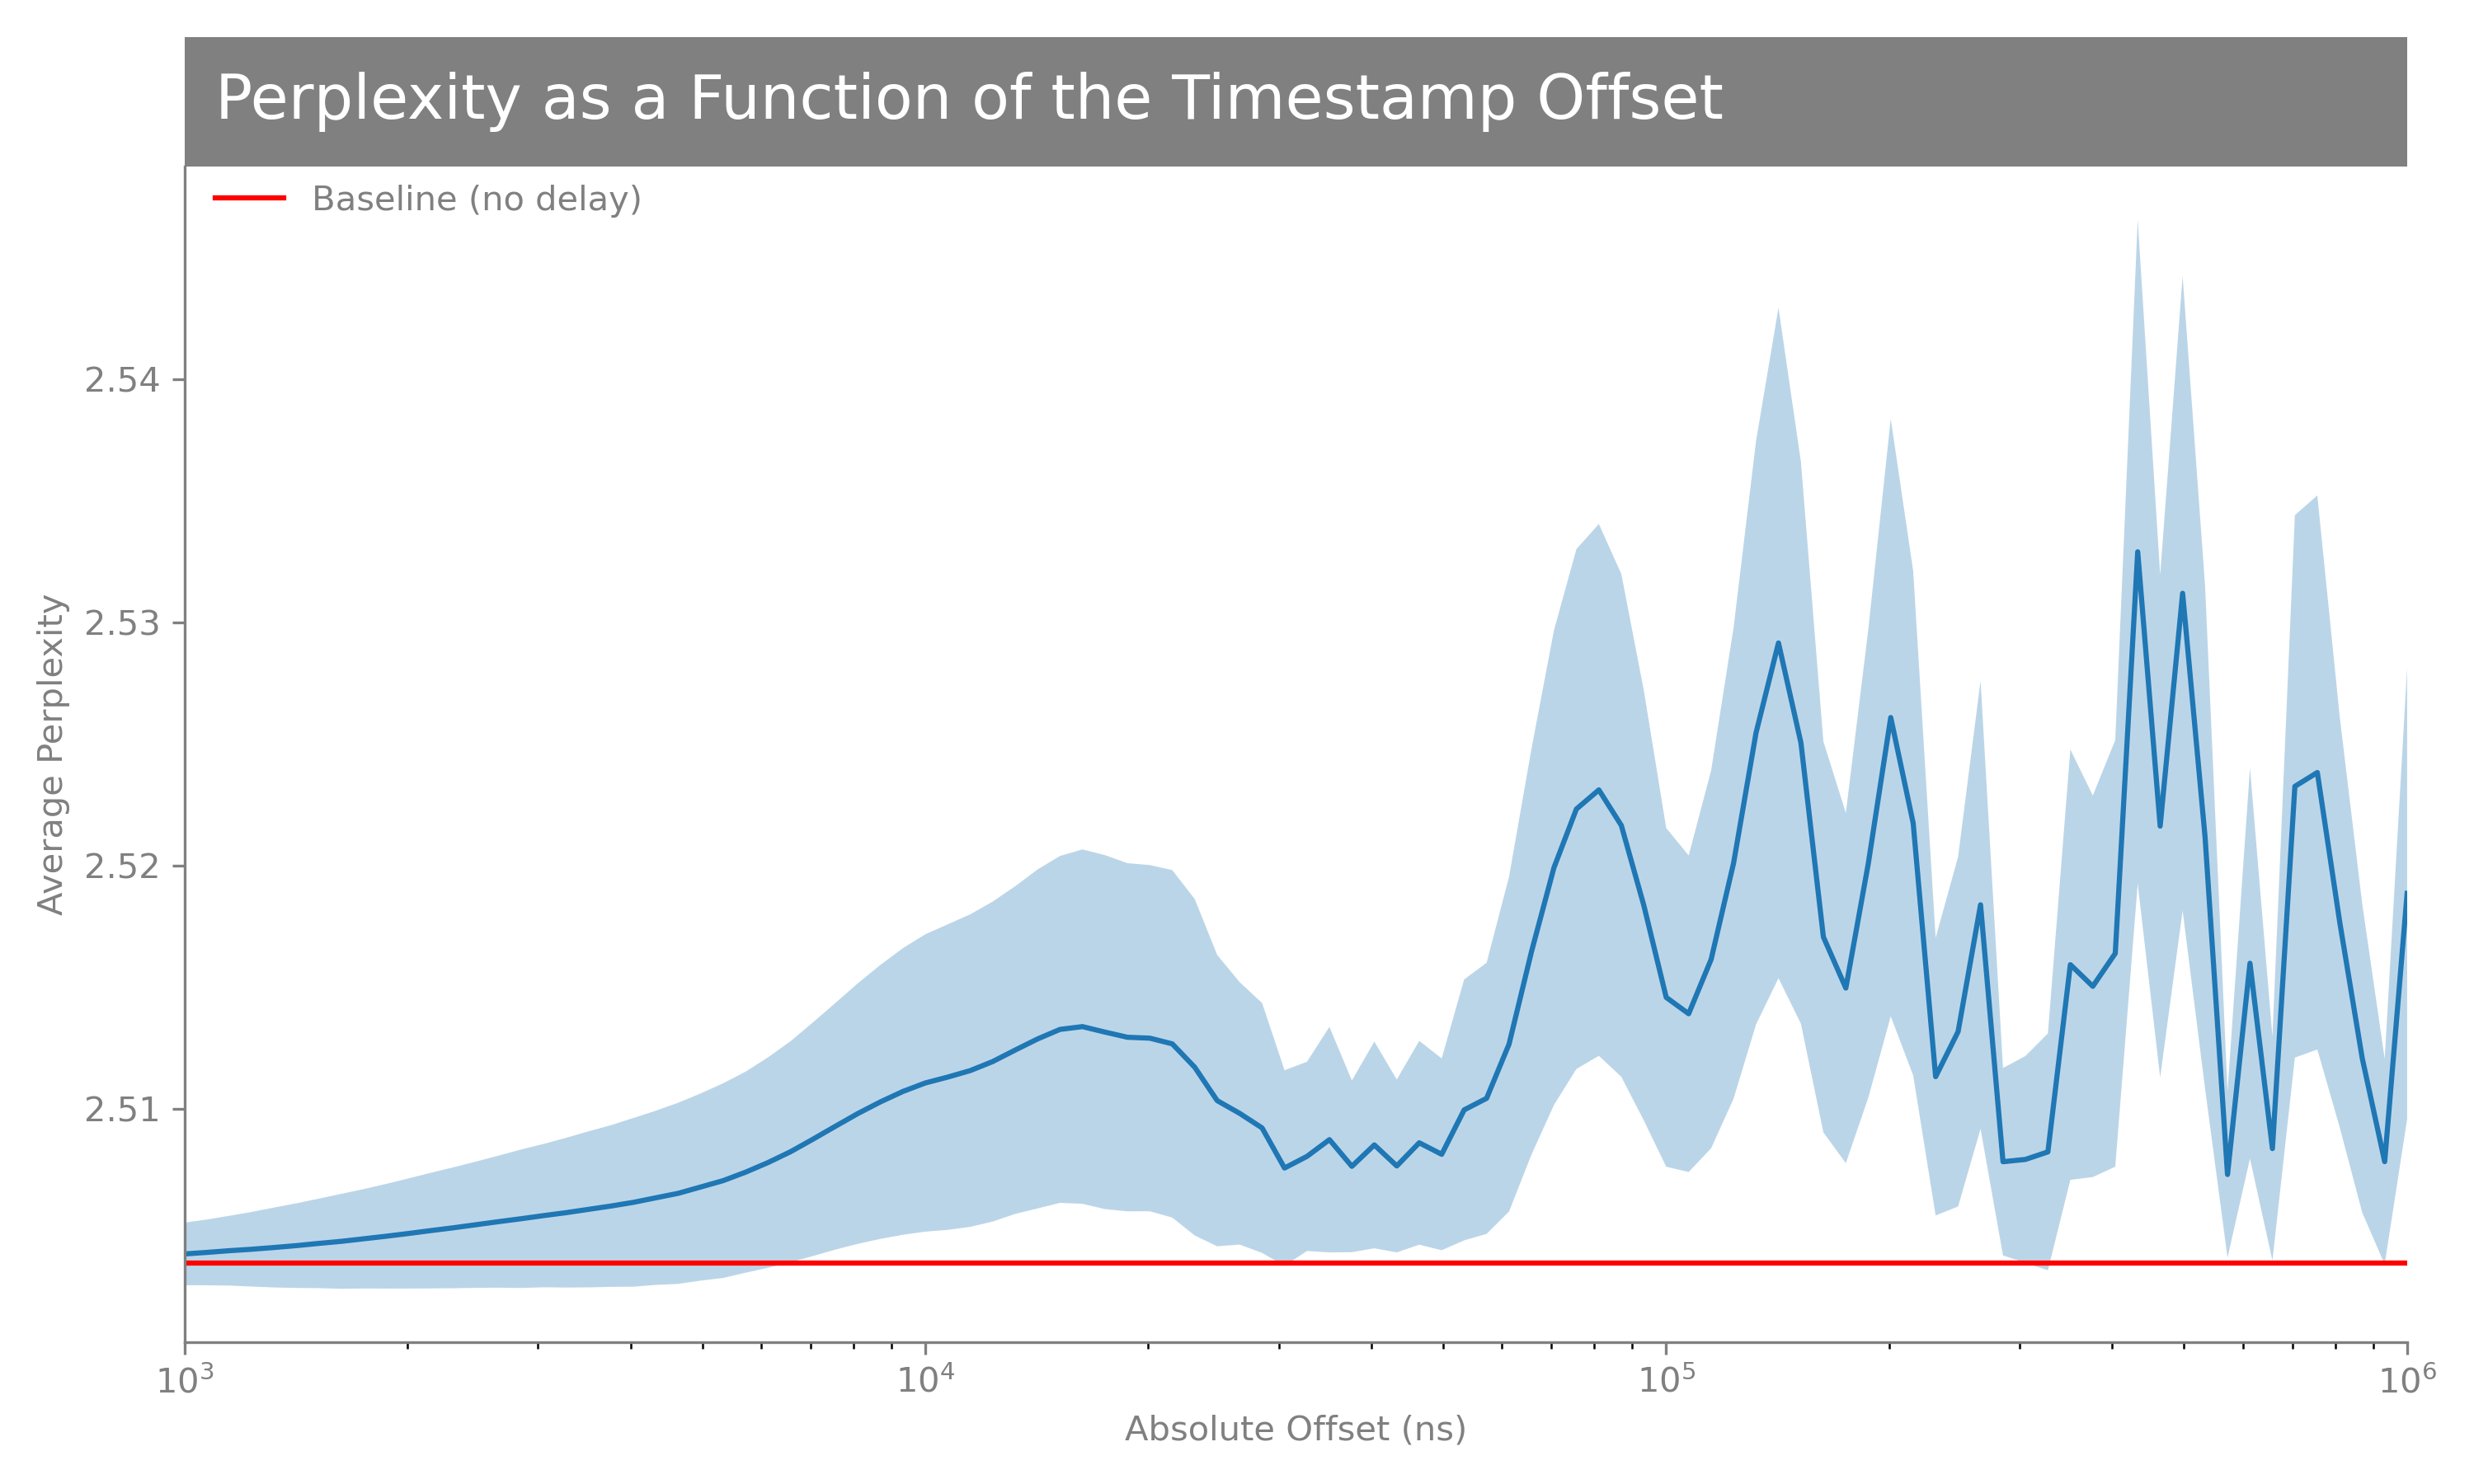 Perplexity as a Function of the Timestamp Offset
Baseline (no delay)
Average Perplexity
2.54
2.53
2.52
2.51
10³
10⁴
10⁵
10⁶
Absolute Offset (ns)